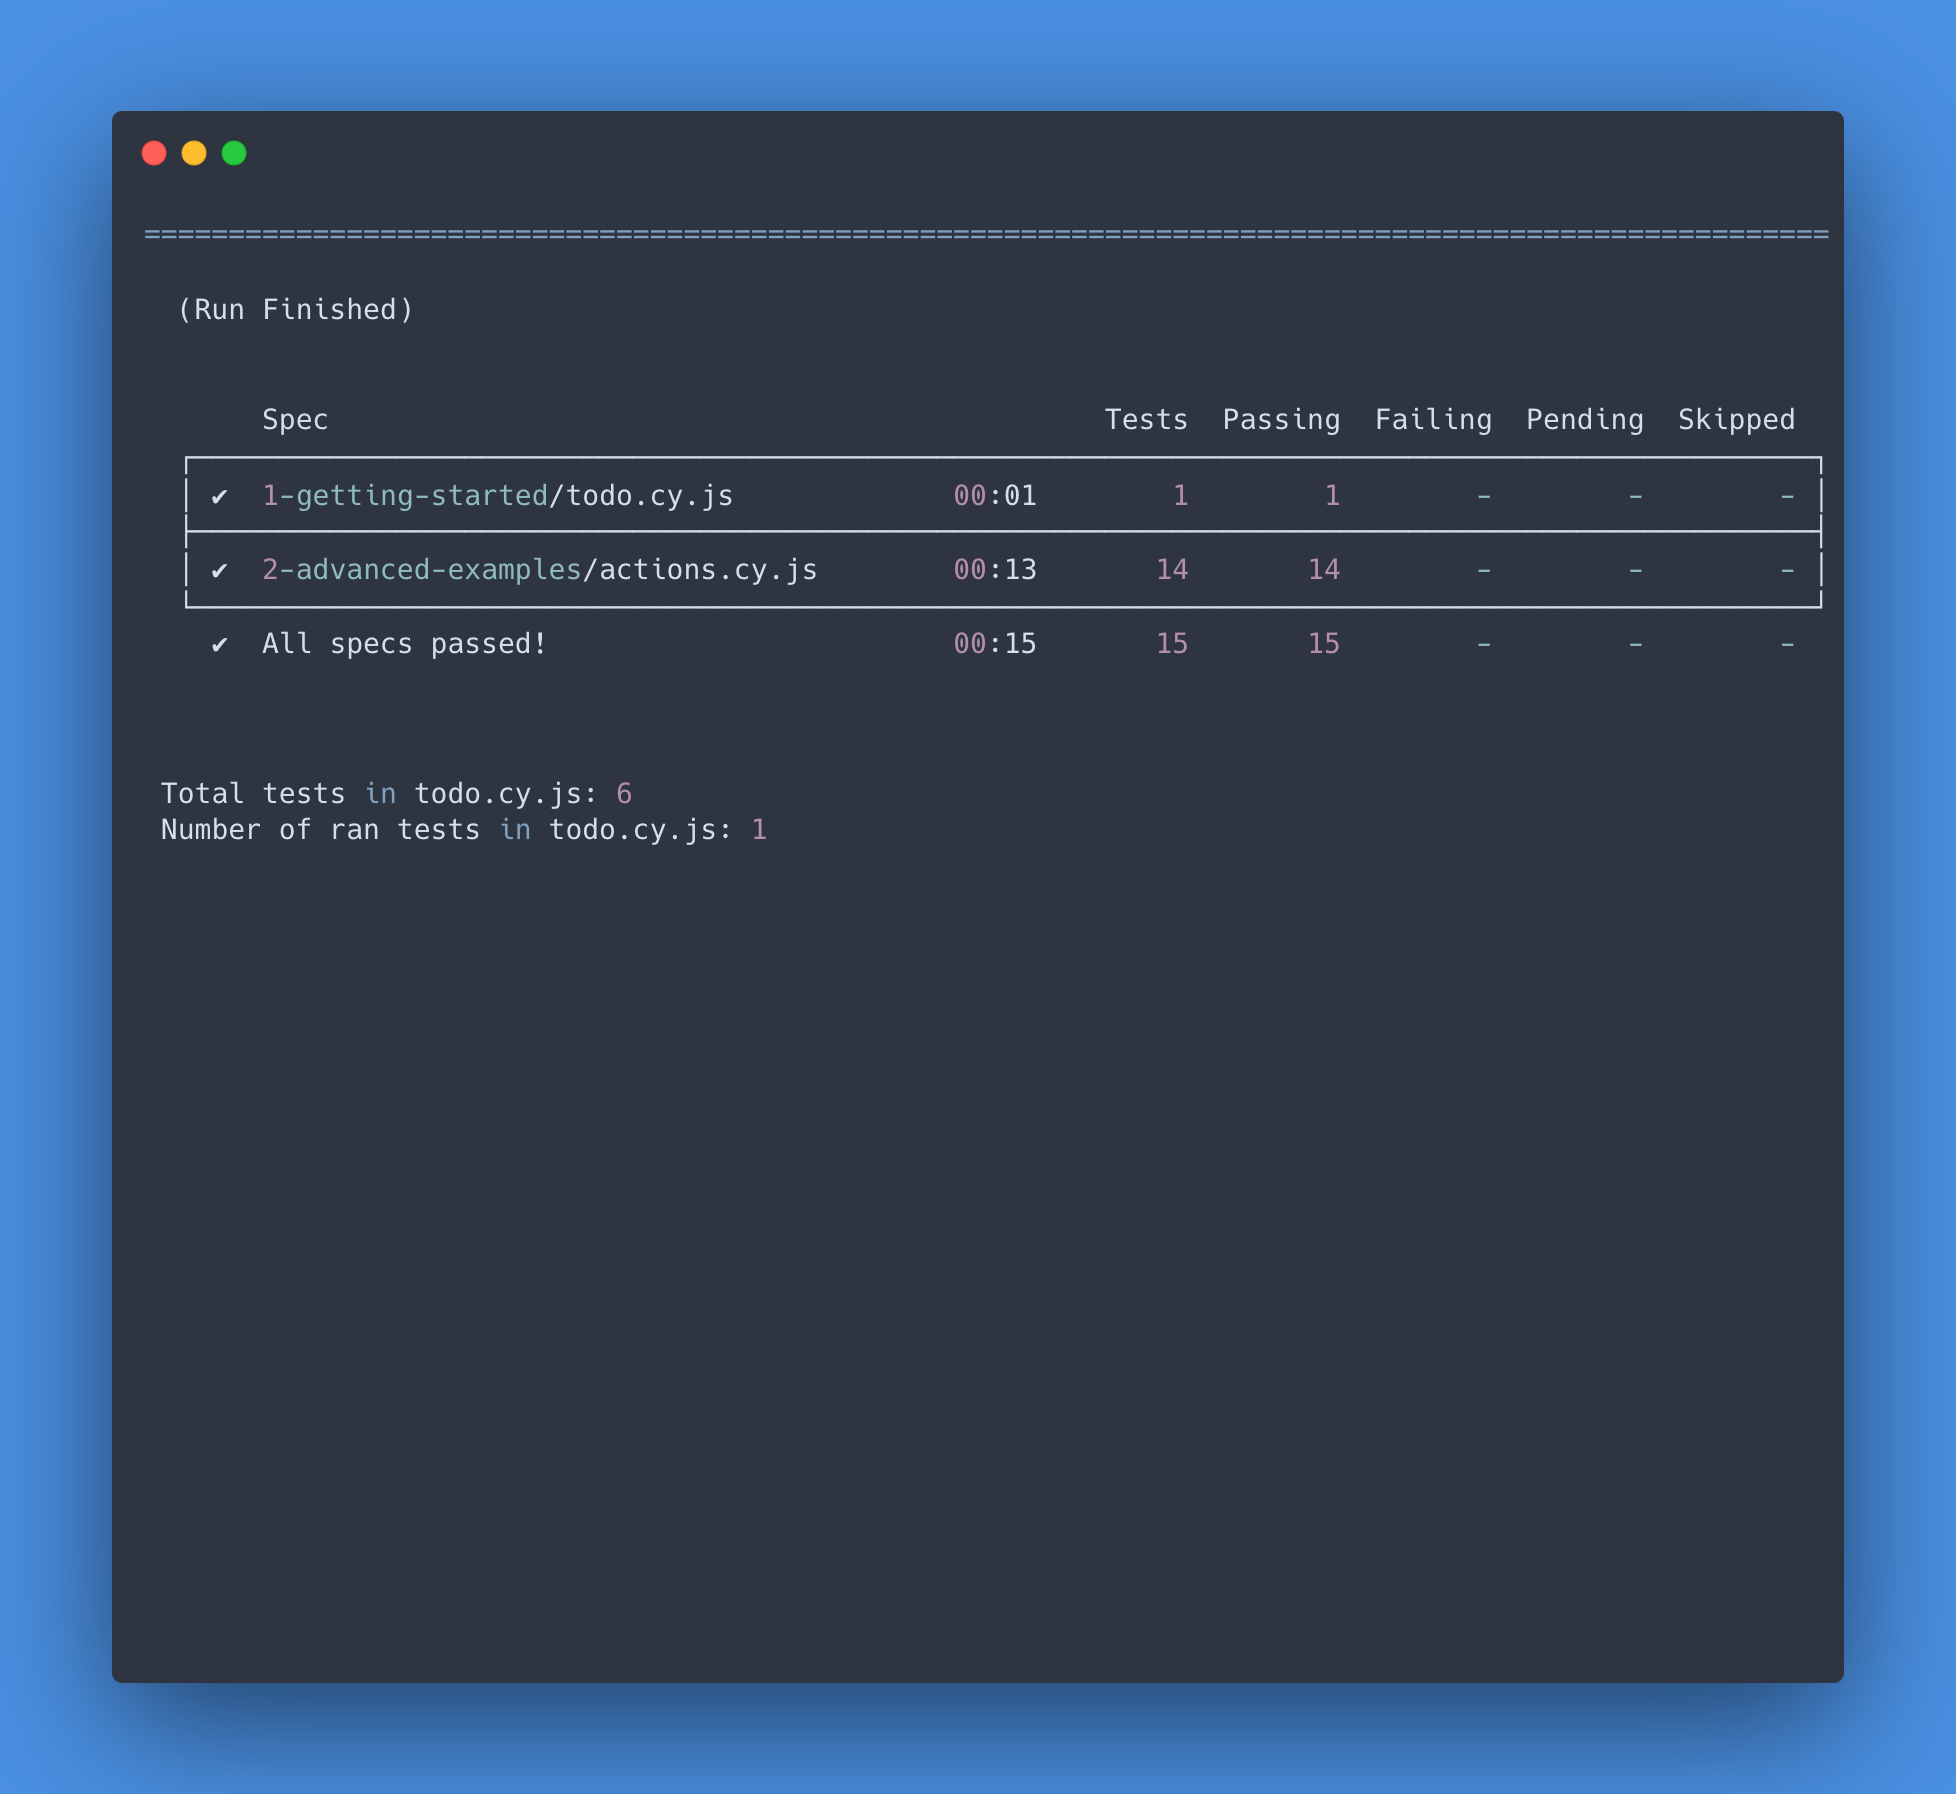 ====================================================================================================
(Run Finished)
Spec Tests Passing Failing Pending Skipped
✔ 1-getting-started/todo.cy.js 00:01 1 1 - - -
✔ 2-advanced-examples/actions.cy.js 00:13 14 14 - - -
✔ All specs passed! 00:15 15 15 - - -
Total tests in todo.cy.js: 6
Number of ran tests in todo.cy.js: 1